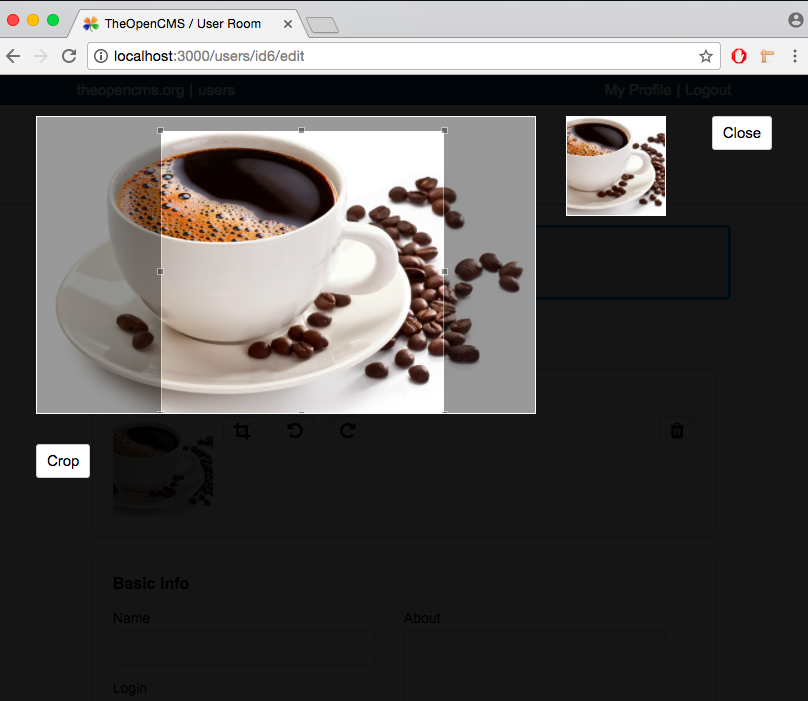 TheOpenCMS / User Room
localhost:3000/users/id6/edit
theopencms.org | users
My Profile | Logout
Close
Crop
Basic Info
Name
About
Login